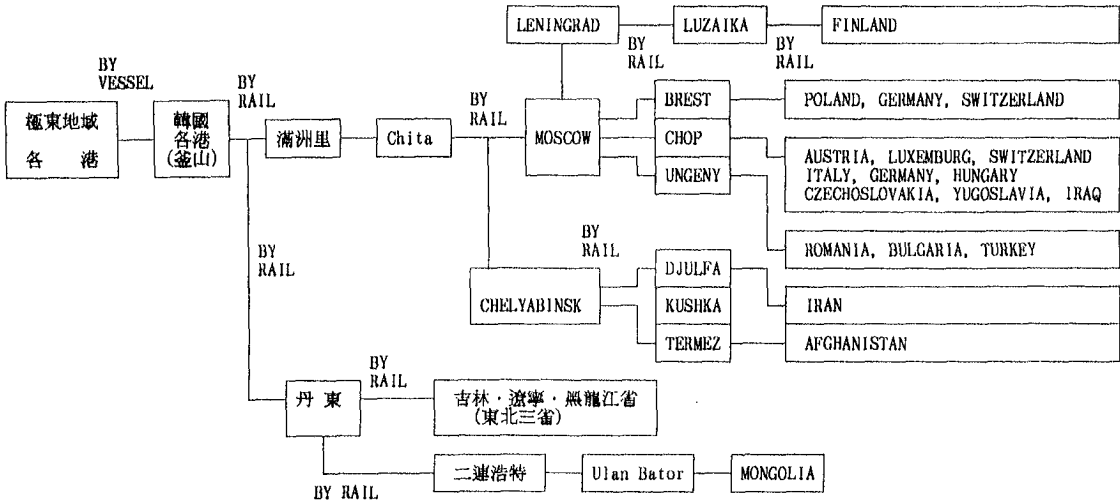 LENINGRAD
LUZAIKA
FINLAND
BY
RAIL
BY
RAIL
BY
VESSEL
BY
RAIL
BY
RAIL
極東地域
各 港
韓國
各港
(釜山)
滿洲里
Chita
MOSCOW
BREST
CHOP
UNGENY
POLAND, GERMANY, SWITZERLAND
AUSTRIA, LUXEMBURG, SWITZERLAND
ITALY, GERMANY, HUNGARY
CZECHOSLOVAKIA, YUGOSLAVIA, IRAQ
ROMANIA, BULGARIA, TURKEY
BY
RAIL
BY
RAIL
CHELYABINSK
DJULFA
KUSHKA
TERMEZ
IRAN
AFGHANISTAN
BY
RAIL
丹 東
吉林·遼寧·黑龍江省
(東北三省)
BY RAIL
二連浩特
Ulan Bator
MONGOLIA